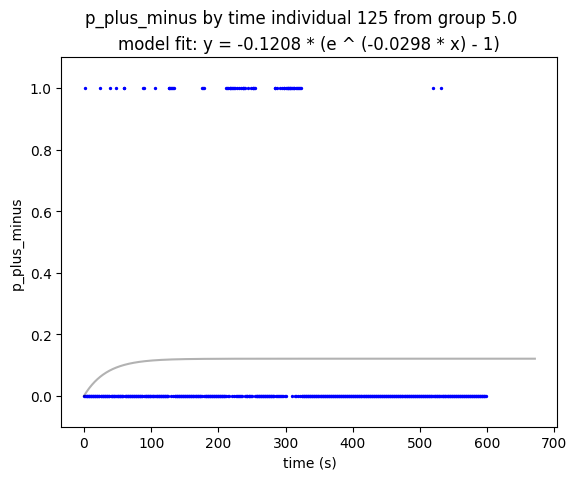 p_plus_minus by time individual 125 from group 5.0
model fit: y = -0.1208 * (e ^ (-0.0298 * x) - 1)
1.0
0.8
0.6
0.4
0.2
0.0
p_plus_minus
0 100 200 300 400 500 600 700
time (s)